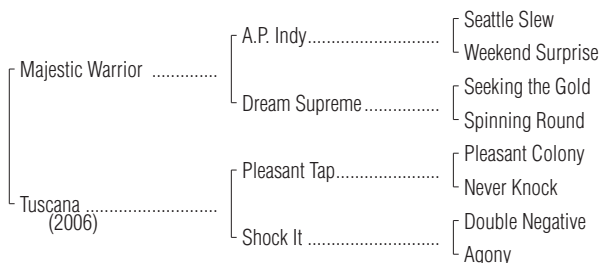 Seattle Slew
A.P. Indy..............................
Weekend Surprise
Majestic Warrior ..............
Seeking the Gold
Dream Supreme.................
Spinning Round
Pleasant Colony
Pleasant Tap.......................
Never Knock
Tuscana ............................
(2006)
Double Negative
Shock It .............................
Agony